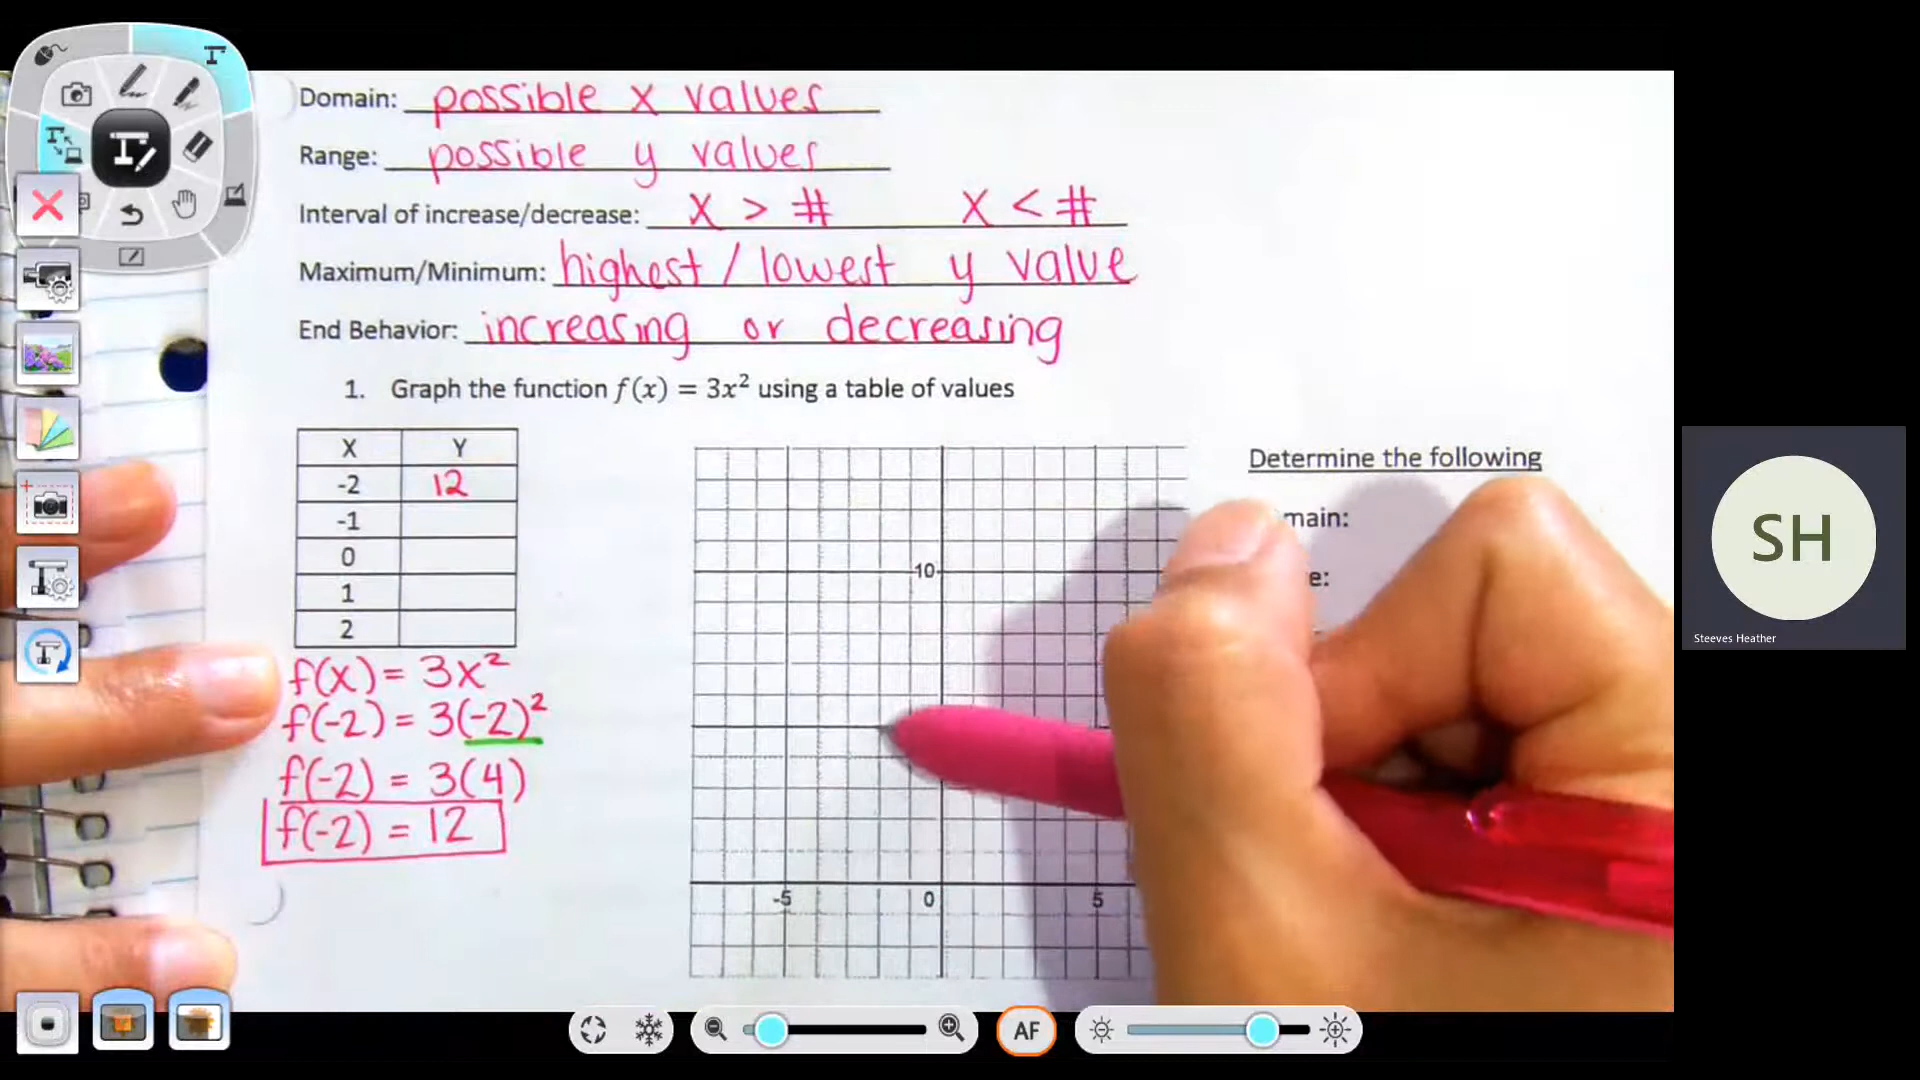 Domain: possible x values
Range: possible y values
Interval of increase/decrease: X > # X < #
Maximum/Minimum: highest / lowest y value
End Behavior: increasing or decreasing
1. Graph the function f(x) = 3x² using a table of values
X Y
-2 12
-1
0
1
2
f(x) = 3x²
f(-2) = 3(-2)²
f(-2) = 3(4)
f(-2) = 12
10
-5 0 5
Determine the following
main:
e:
SH
Steeves Heather
AF